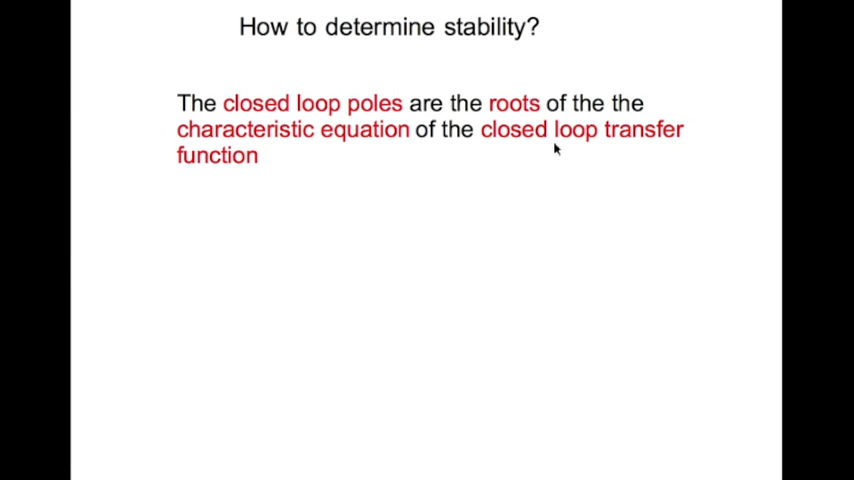 How to determine stability?
The closed loop poles are the roots of the the
characteristic equation of the closed loop transfer
function